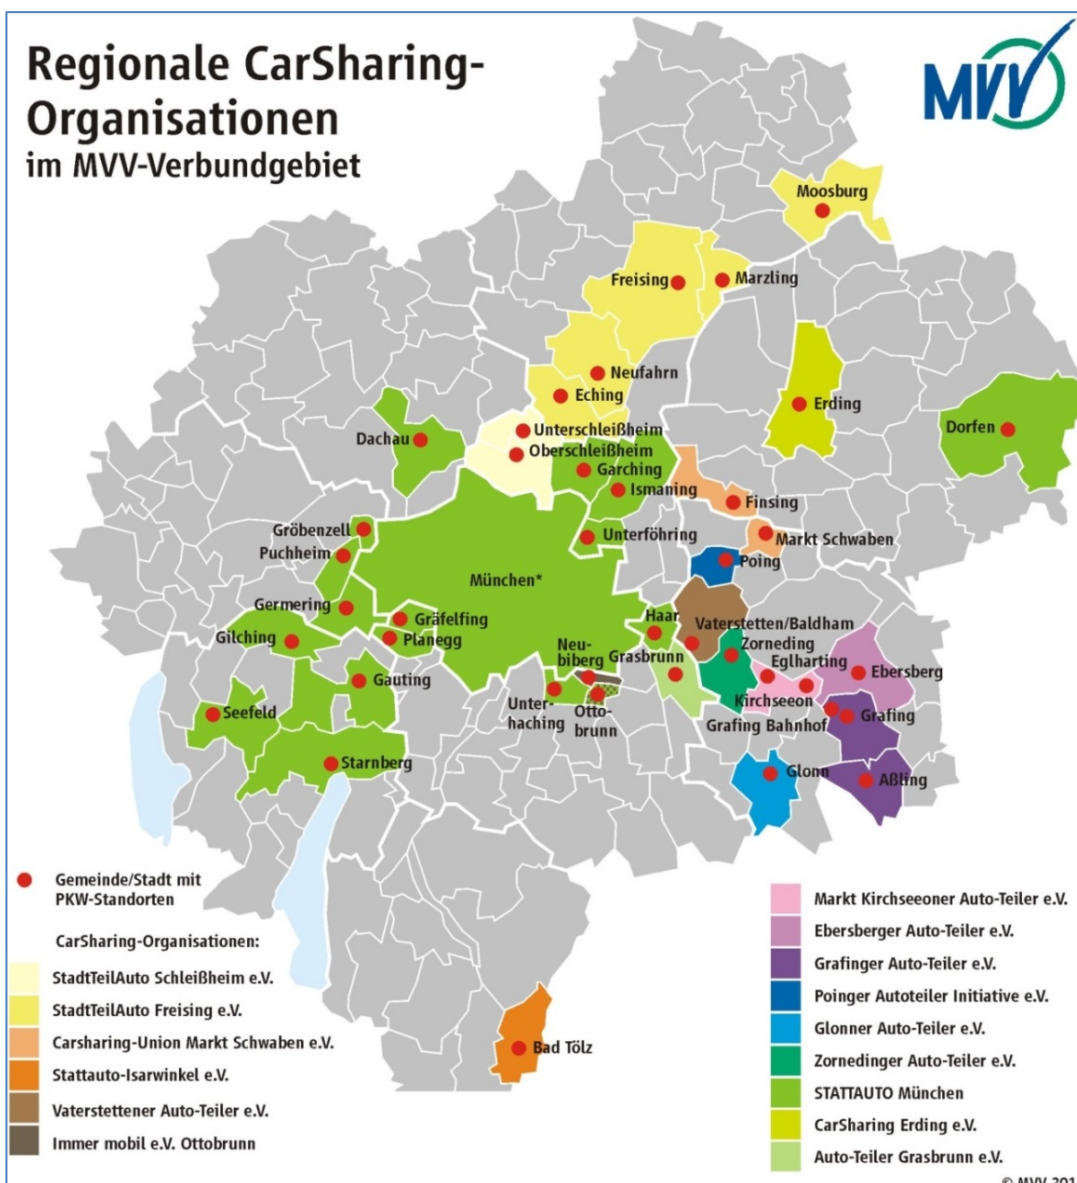 Regionale CarSharing-
Organisationen
im MVV-Verbundgebiet
MVV
Moosburg
Freising
Marzling
Neufahrn
Eching
Erding
Unterschleißheim
Dachau
Dorfen
Oberschleißheim
Garching
Ismaning
Finsing
Gröbenzell
Unterföhring
Markt Schwaben
Puchheim
Poing
München*
Germering
Gräfelfing
Haar
Vaterstetten/Baldham
Gilching
Planegg
Neu-
biberg
Grasbrunn
Zorneding
Eglharting
Ebersberg
Gauting
Kirchseeon
Unter-
haching
Otto-
brunn
Seefeld
Grafing Bahnhof
Grafing
Starnberg
Glonn
Aßling
Bad Tölz
Gemeinde/Stadt mit
PKW-Standorten
CarSharing-Organisationen:
StadtTeilAuto Schleißheim e.V.
StadtTeilAuto Freising e.V.
Carsharing-Union Markt Schwaben e.V.
Stattauto-Isarwinkel e.V.
Vaterstettener Auto-Teiler e.V.
Immer mobil e.V. Ottobrunn
Markt Kirchseeoner Auto-Teiler e.V.
Ebersberger Auto-Teiler e.V.
Grafinger Auto-Teiler e.V.
Poinger Autoteiler Initiative e.V.
Glonner Auto-Teiler e.V.
Zornedinger Auto-Teiler e.V.
STATTAUTO München
CarSharing Erding e.V.
Auto-Teiler Grasbrunn e.V.
© MVV